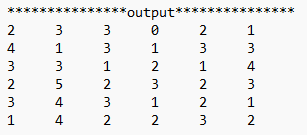 ***************output***************
2 3 3 0 2 1
4 1 3 1 3 3
3 3 1 2 1 4
2 5 2 3 2 3
3 4 3 1 2 1
1 4 2 2 3 2